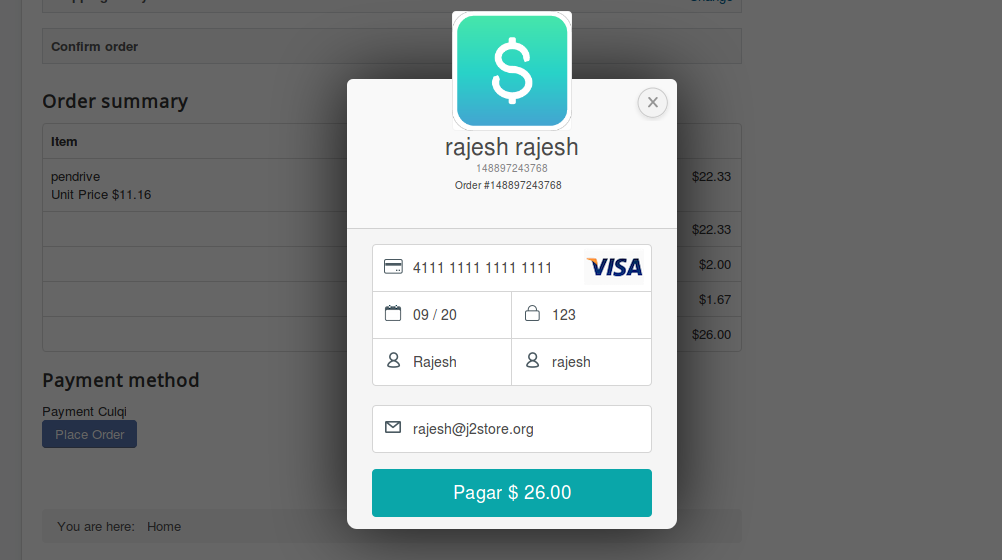 Change
Confirm order
Order summary
Item
pendrive
Unit Price $11.16
$22.33
$22.33
$2.00
$1.67
$26.00
Payment method
Payment Culqi
Place Order
You are here: Home
$
rajesh rajesh
148897243768
Order #148897243768
4111 1111 1111 1111 VISA
09 / 20 123
Rajesh rajesh
rajesh@j2store.org
Pagar $ 26.00